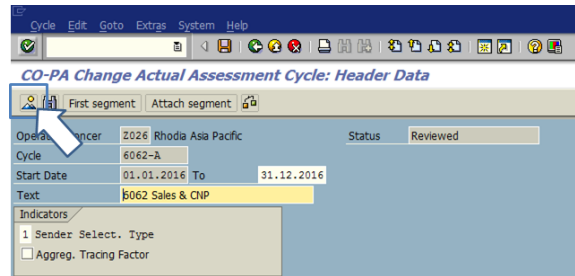 Cycle Edit Goto Extras System Help
CO-PA Change Actual Assessment Cycle: Header Data
First segment Attach segment
Operat ncer Z026 Rhodia Asia Pacific Status Reviewed
Cycle 6062-A
Start Date 01.01.2016 To 31.12.2016
Text 6062 Sales & CNP
Indicators
1 Sender Select. Type
Aggreg. Tracing Factor